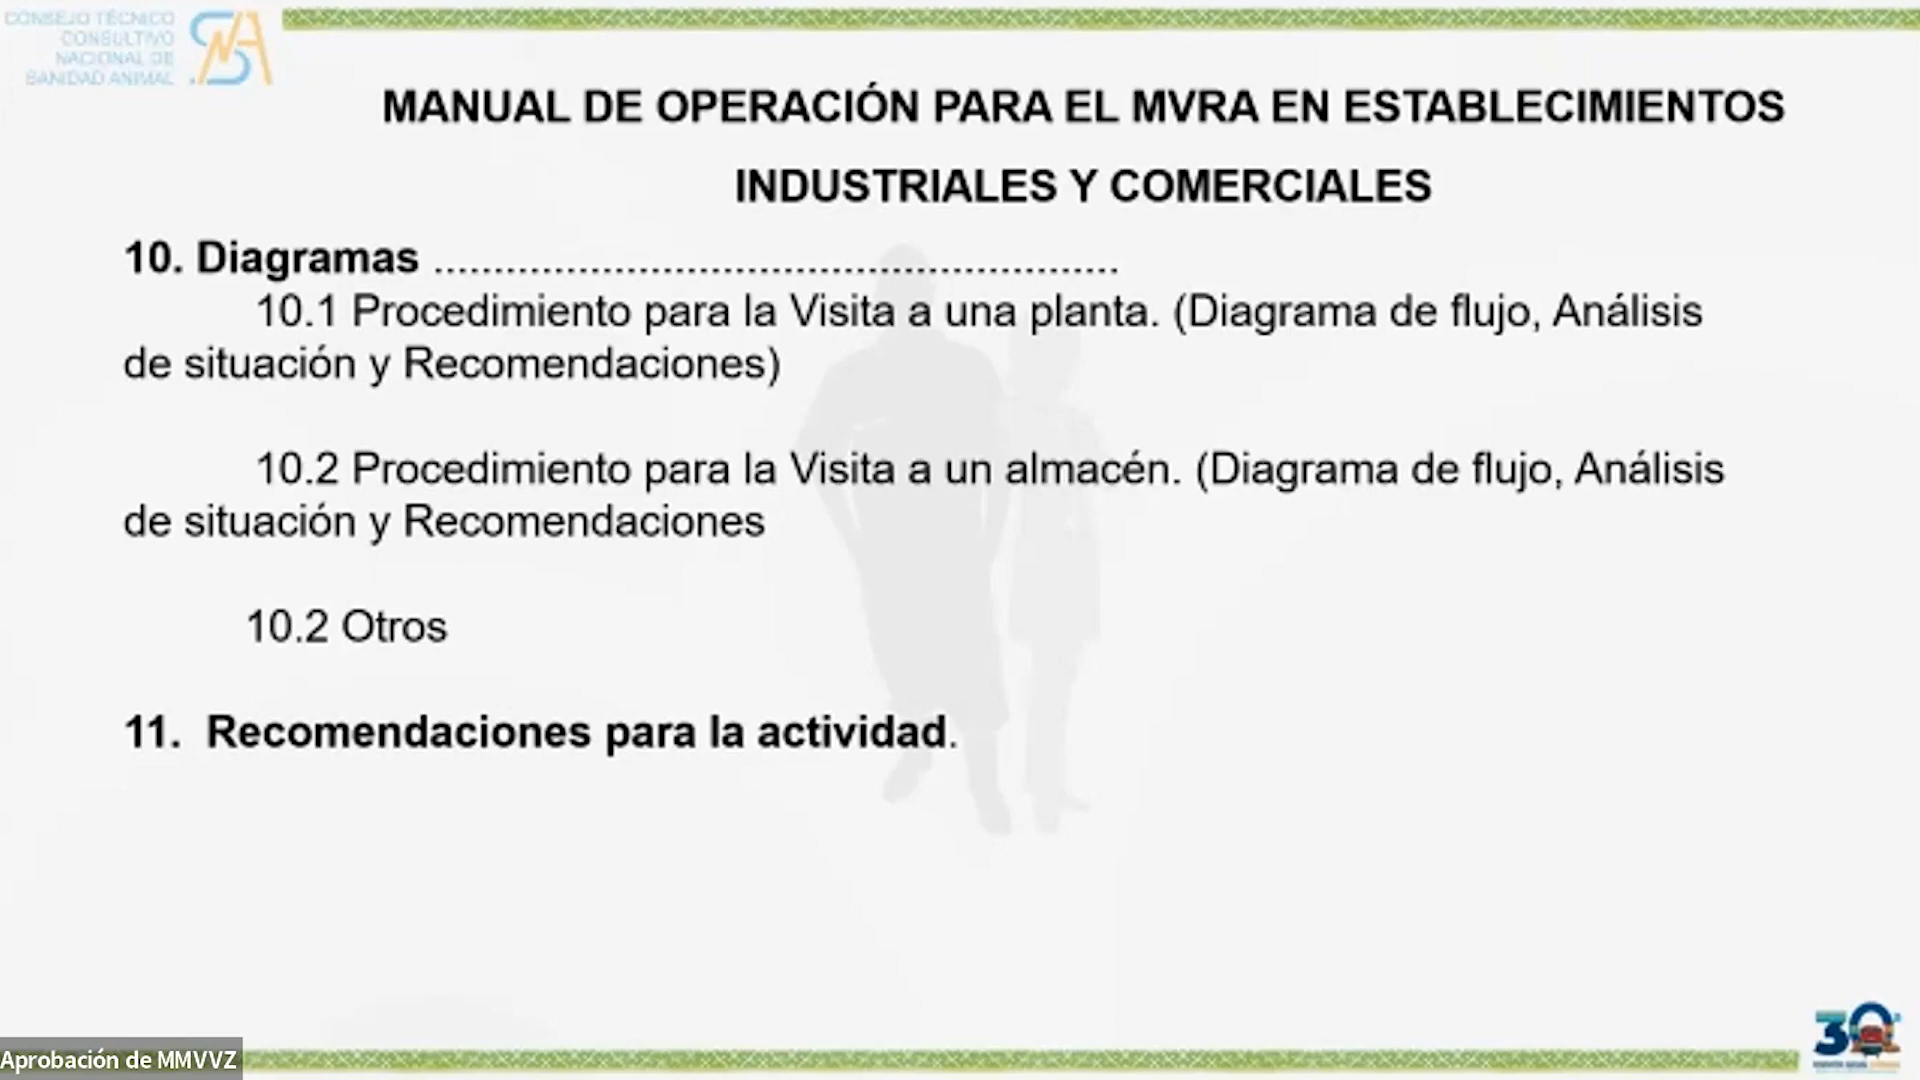 CONSEJO TÉCNICO
CONSULTIVO
NACIONAL DE
SANIDAD ANIMAL
MANUAL DE OPERACIÓN PARA EL MVRA EN ESTABLECIMIENTOS
INDUSTRIALES Y COMERCIALES
10. Diagramas .........................................................
10.1 Procedimiento para la Visita a una planta. (Diagrama de flujo, Análisis
de situación y Recomendaciones)
10.2 Procedimiento para la Visita a un almacén. (Diagrama de flujo, Análisis
de situación y Recomendaciones
10.2 Otros
11. Recomendaciones para la actividad.
30
Aprobación de MMVVZ